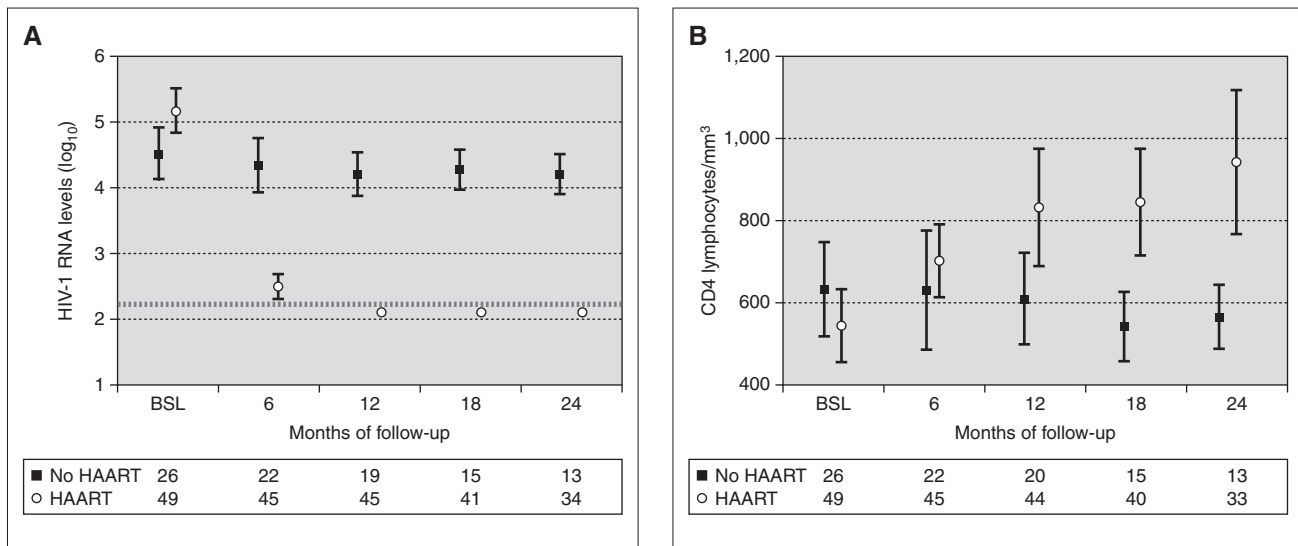 A
HIV-1 RNA levels (log10)
6
5
4
3
2
1
BSL 6 12 18 24
Months of follow-up
No HAART 26 22 19 15 13
HAART 49 45 45 41 34
B
CD4 lymphocytes/mm³
1,200
1,000
800
600
400
BSL 6 12 18 24
Months of follow-up
No HAART 26 22 20 15 13
HAART 49 45 44 40 33